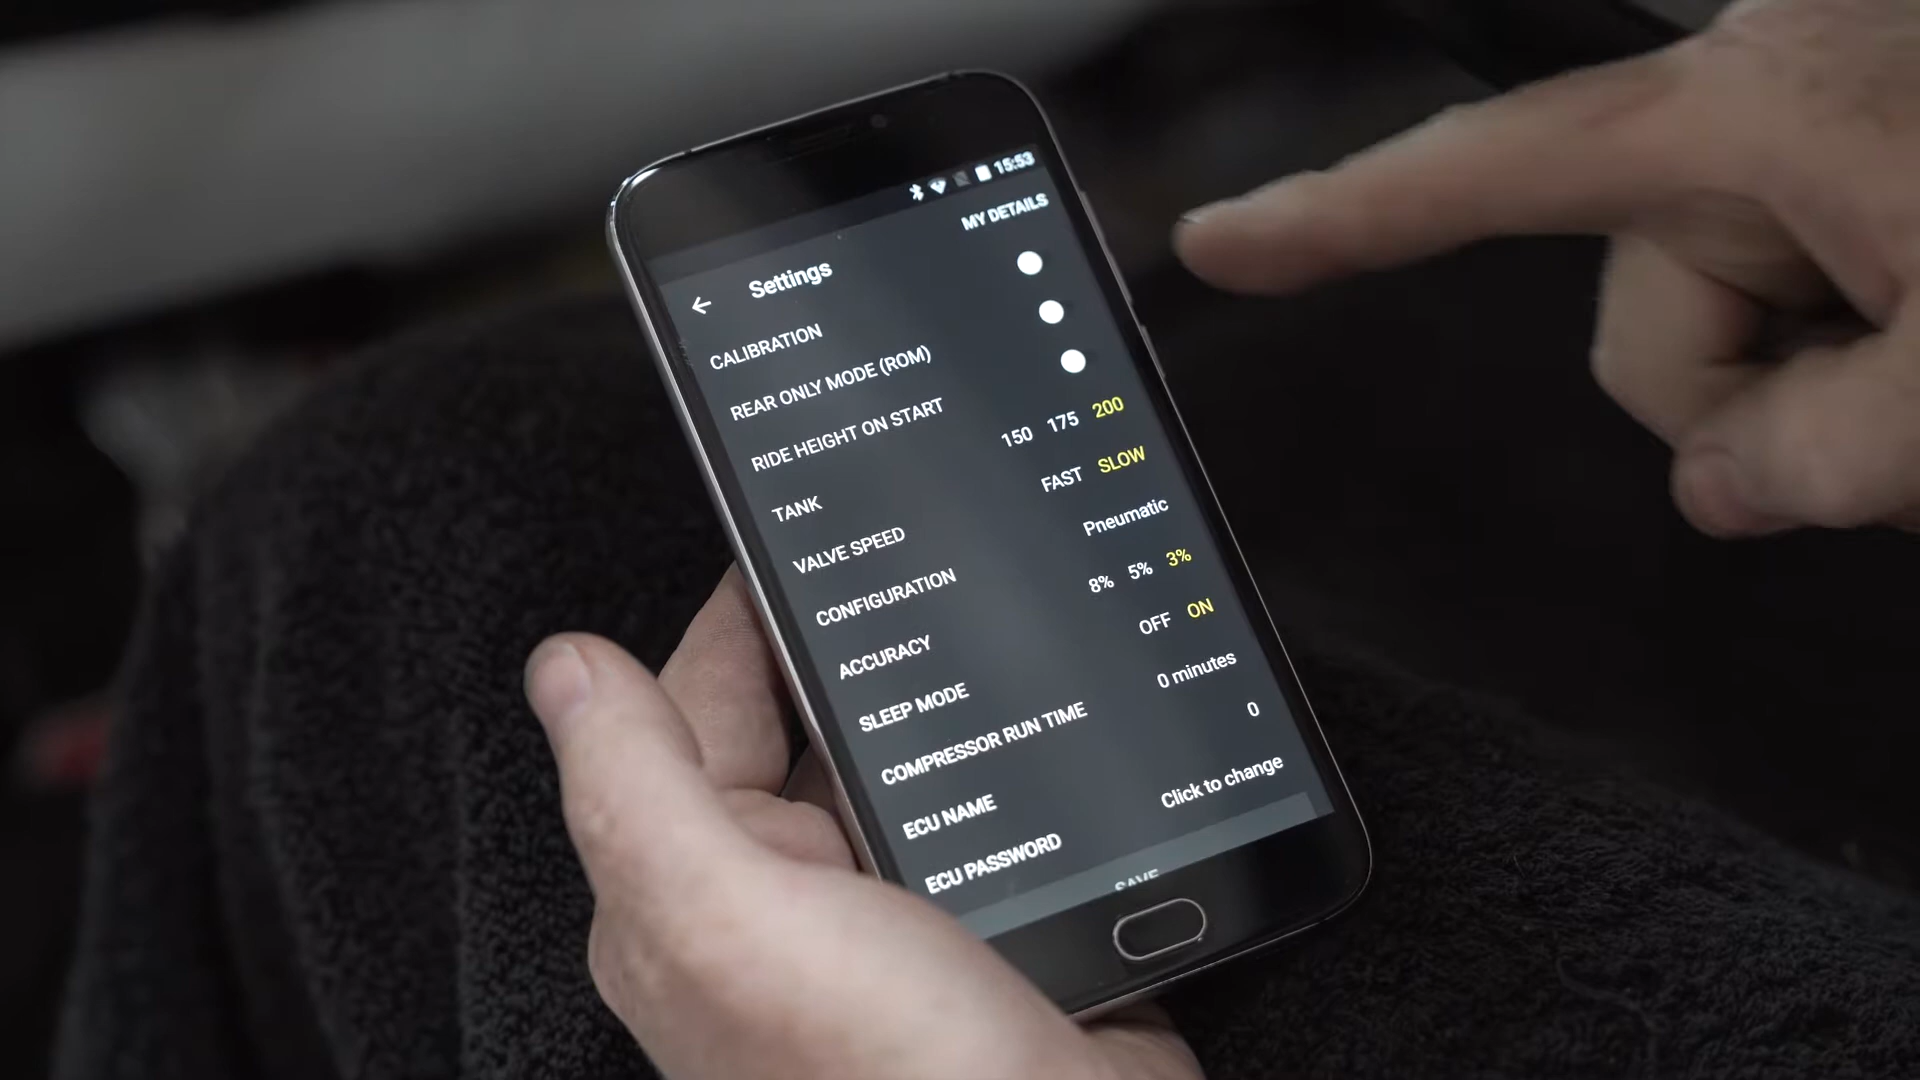 15:53
MY DETAILS
Settings
CALIBRATION
REAR ONLY MODE (ROM)
RIDE HEIGHT ON START
TANK 150 175 200
VALVE SPEED FAST SLOW
CONFIGURATION Pneumatic
ACCURACY 8% 5% 3%
SLEEP MODE OFF ON
COMPRESSOR RUN TIME 0 minutes
ECU NAME 0
ECU PASSWORD Click to change
SAVE